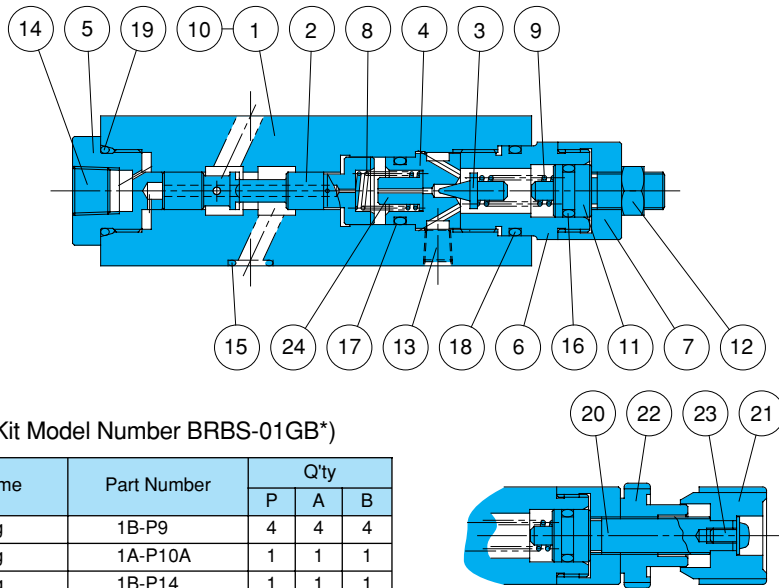 14 5 19 10 1 2 8 4 3 9
15 24 17 13 18 6 16 11 7 12
20 22 23 21
Kit Model Number BRBS-01GB*)
me Part Number Q'ty
P A B
g 1B-P9 4 4 4
g 1A-P10A 1 1 1
g 1B-P14 1 1 1